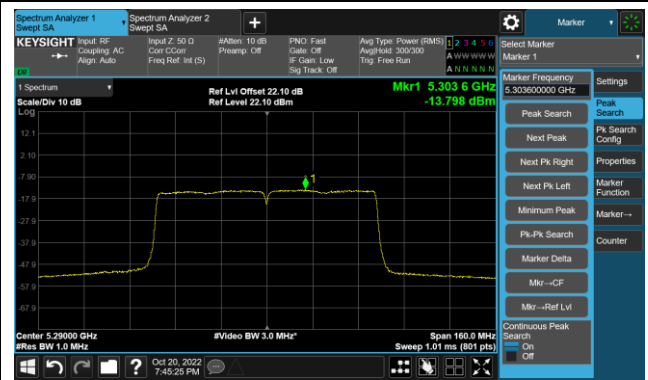 Spectrum Analyzer 1
Swept SA
Spectrum Analyzer 2
Swept SA
+
Marker
KEYSIGHT
Input: RF
Coupling: AC
Align: Auto
Input Z: 50 Ω
Corr CCorr
Freq Ref: Int (S)
#Atten: 10 dB
Preamp: Off
PNO: Fast
Gate: Off
IF Gain: Low
Sig Track: Off
Avg Type: Power (RMS)
Avg|Hold: 300/300
Trig: Free Run
1 2 3 4 5 6
A W W W W W
A N N N N N
LXI
Select Marker
Marker 1
1 Spectrum
Scale/Div 10 dB
Log
Ref Lvl Offset 22.10 dB
Ref Level 22.10 dBm
Mkr1 5.303 6 GHz
-13.798 dBm
12.1
2.10
-7.90
-17.9
-27.9
-37.9
-47.9
-57.9
-67.9
1
Center 5.29000 GHz
#Res BW 1.0 MHz
#Video BW 3.0 MHz*
Span 160.0 MHz
Sweep 1.01 ms (801 pts)
Marker Frequency
5.303600000 GHz
Peak Search
Next Peak
Next Pk Right
Next Pk Left
Minimum Peak
Pk-Pk Search
Marker Delta
Mkr→CF
Mkr→Ref Lvl
Continuous Peak
Search
On
Off
Settings
Peak
Search
Pk Search
Config
Properties
Marker
Function
Marker→
Counter
?
Oct 20, 2022
7:45:25 PM